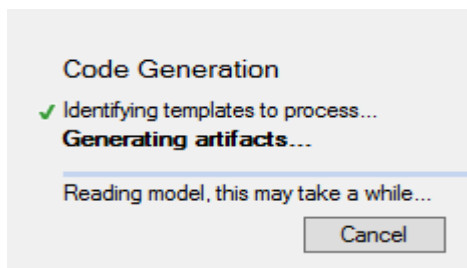 Code Generation
Identifying templates to process...
Generating artifacts...
Reading model, this may take a while...
Cancel